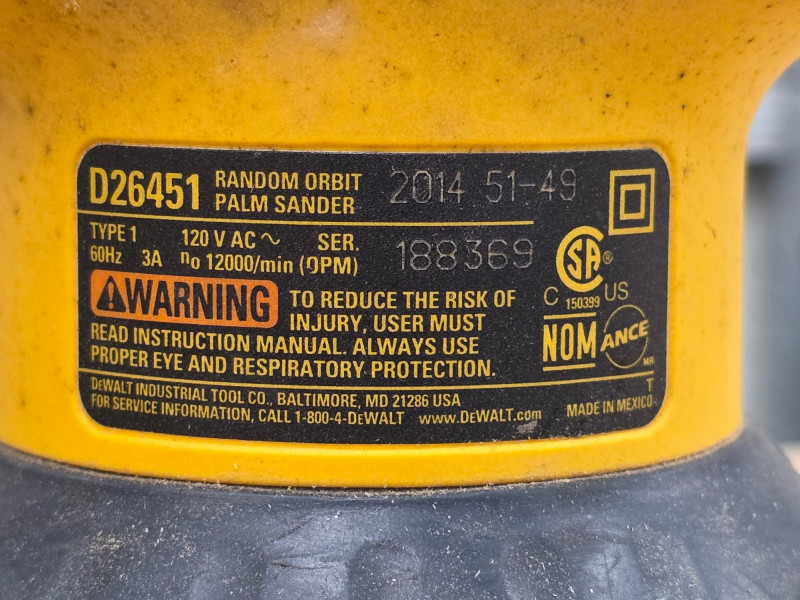 D26451 RANDOM ORBIT PALM SANDER 2014 51-49
TYPE 1 120 V AC ~ SER. 188369
60Hz 3A no 12000/min (OPM)
WARNING TO REDUCE THE RISK OF
INJURY, USER MUST
READ INSTRUCTION MANUAL. ALWAYS USE
PROPER EYE AND RESPIRATORY PROTECTION.
DEWALT INDUSTRIAL TOOL CO., BALTIMORE, MD 21286 USA
FOR SERVICE INFORMATION, CALL 1-800-4-DEWALT www.DEWALT.com
SA ®
C 150399 US
NOM ANCE
MR
T
MADE IN MEXICO